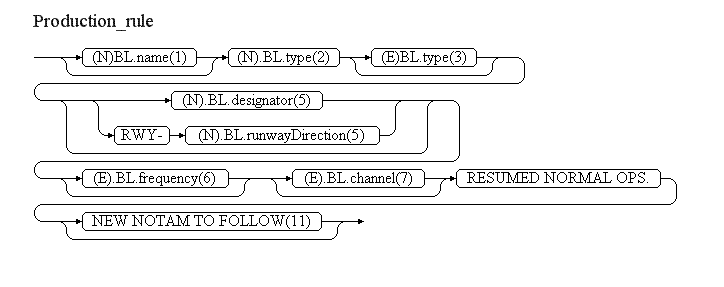 Production_rule
(N)BL.name(1) (N).BL.type(2) (E)BL.type(3)
(N).BL.designator(5)
RWY- (N).BL.runwayDirection(5)
(E).BL.frequency(6) (E).BL.channel(7) RESUMED NORMAL OPS.
NEW NOTAM TO FOLLOW(11)